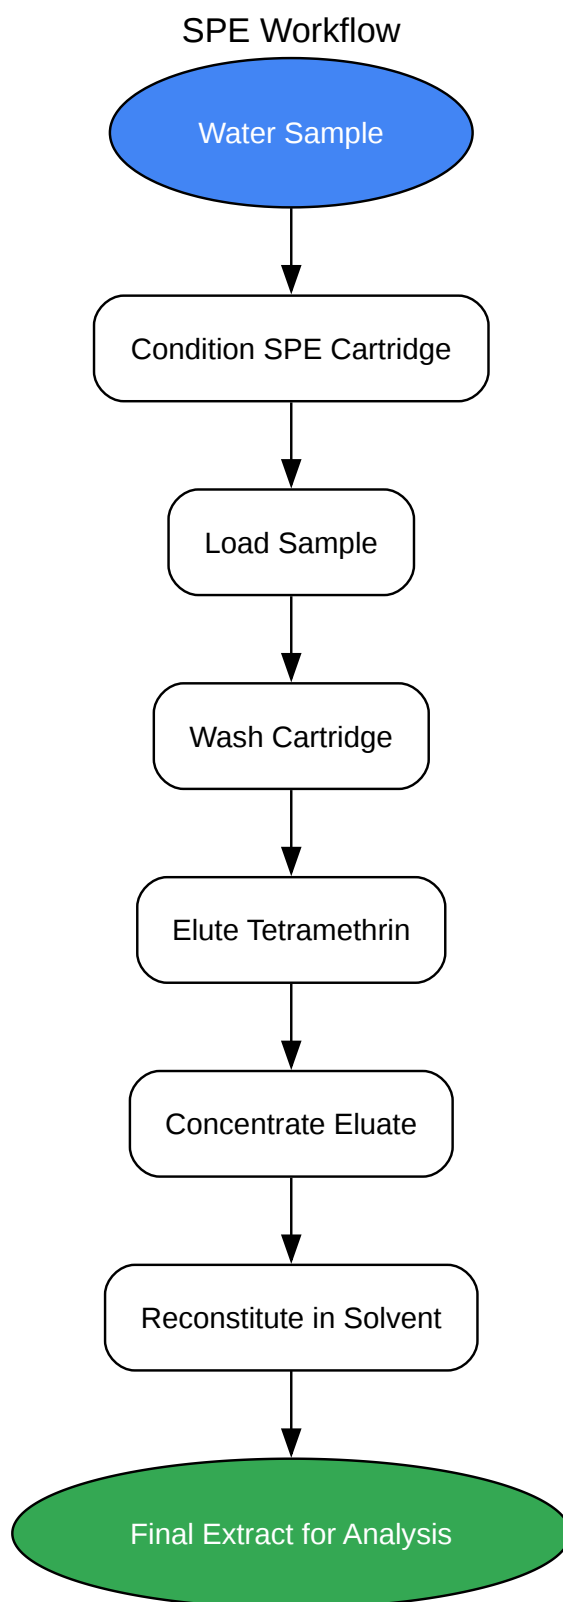 SPE Workflow
Water Sample
Condition SPE Cartridge
Load Sample
Wash Cartridge
Elute Tetramethrin
Concentrate Eluate
Reconstitute in Solvent
Final Extract for Analysis